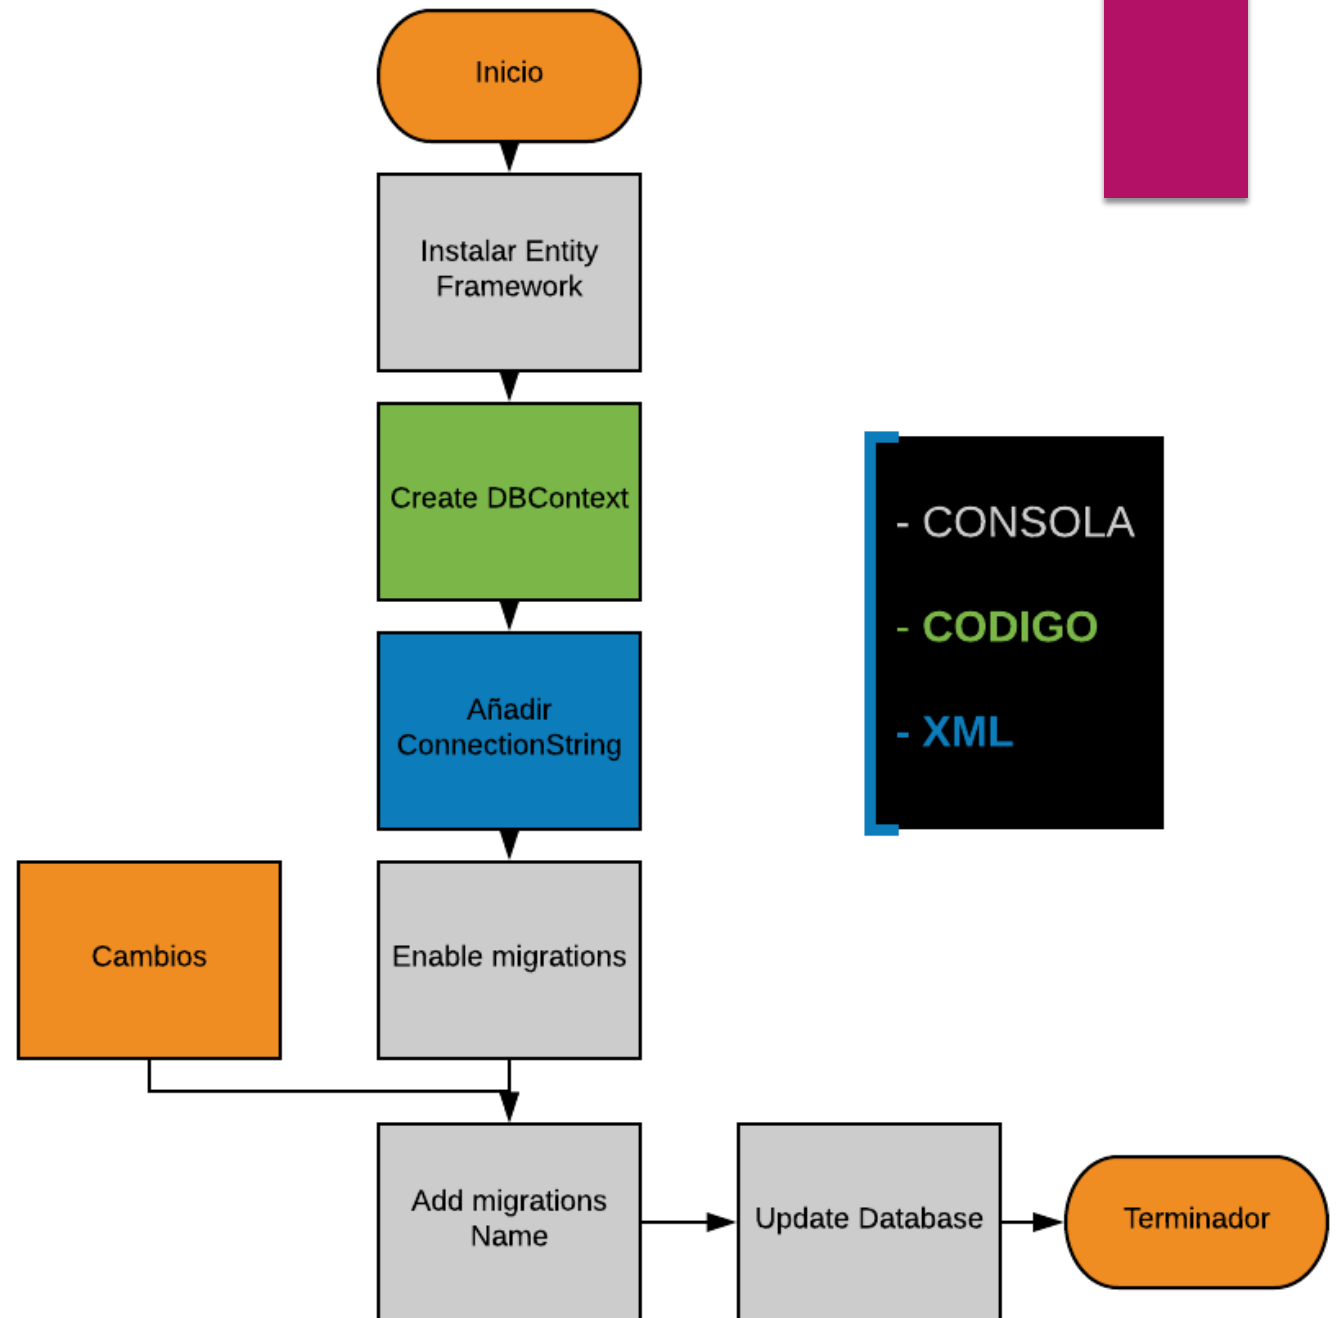 Inicio
Instalar Entity
Framework
Create DBContext
Añadir
ConnectionString
Cambios
Enable migrations
Add migrations
Name
Update Database
Terminador
- CONSOLA
- CODIGO
- XML